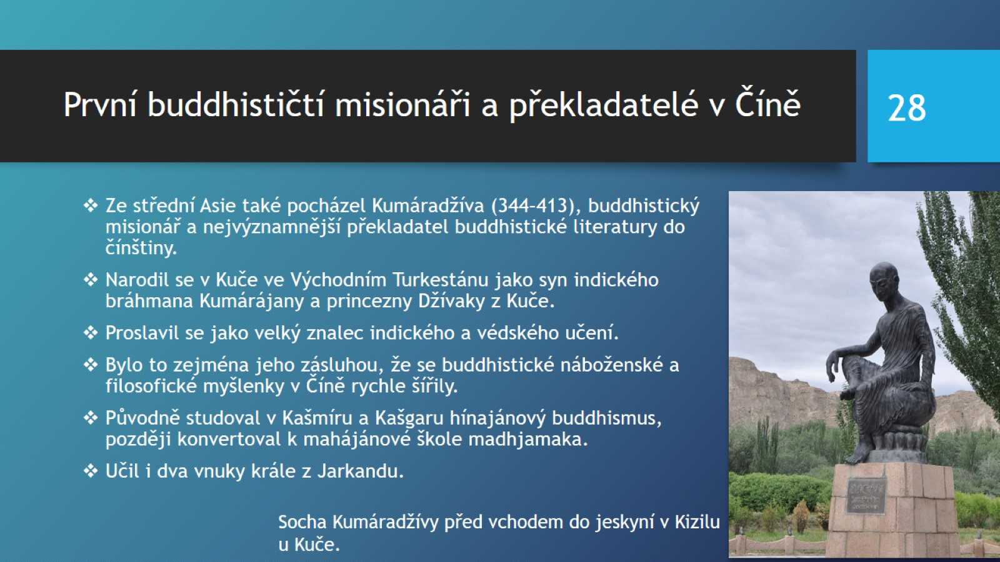 První buddhističtí misionáři a překladatelé v Číně
28
❖ Ze střední Asie také pocházel Kumáradžíva (344-413), buddhistický
misionář a nejvýznamnější překladatel buddhistické literatury do
čínštiny.
❖ Narodil se v Kuče ve Východním Turkestánu jako syn indického
bráhmana Kumárájany a princezny Džívaky z Kuče.
❖ Proslavil se jako velký znalec indického a védského učení.
❖ Bylo to zejména jeho zásluhou, že se buddhistické náboženské a
filosofické myšlenky v Číně rychle šířily.
❖ Původně studoval v Kašmíru a Kašgaru hínajánový buddhismus,
později konvertoval k mahájánové škole madhjamaka.
❖ Učil i dva vnuky krále z Jarkandu.
Socha Kumáradžívy před vchodem do jeskyní v Kizilu
u Kuče.